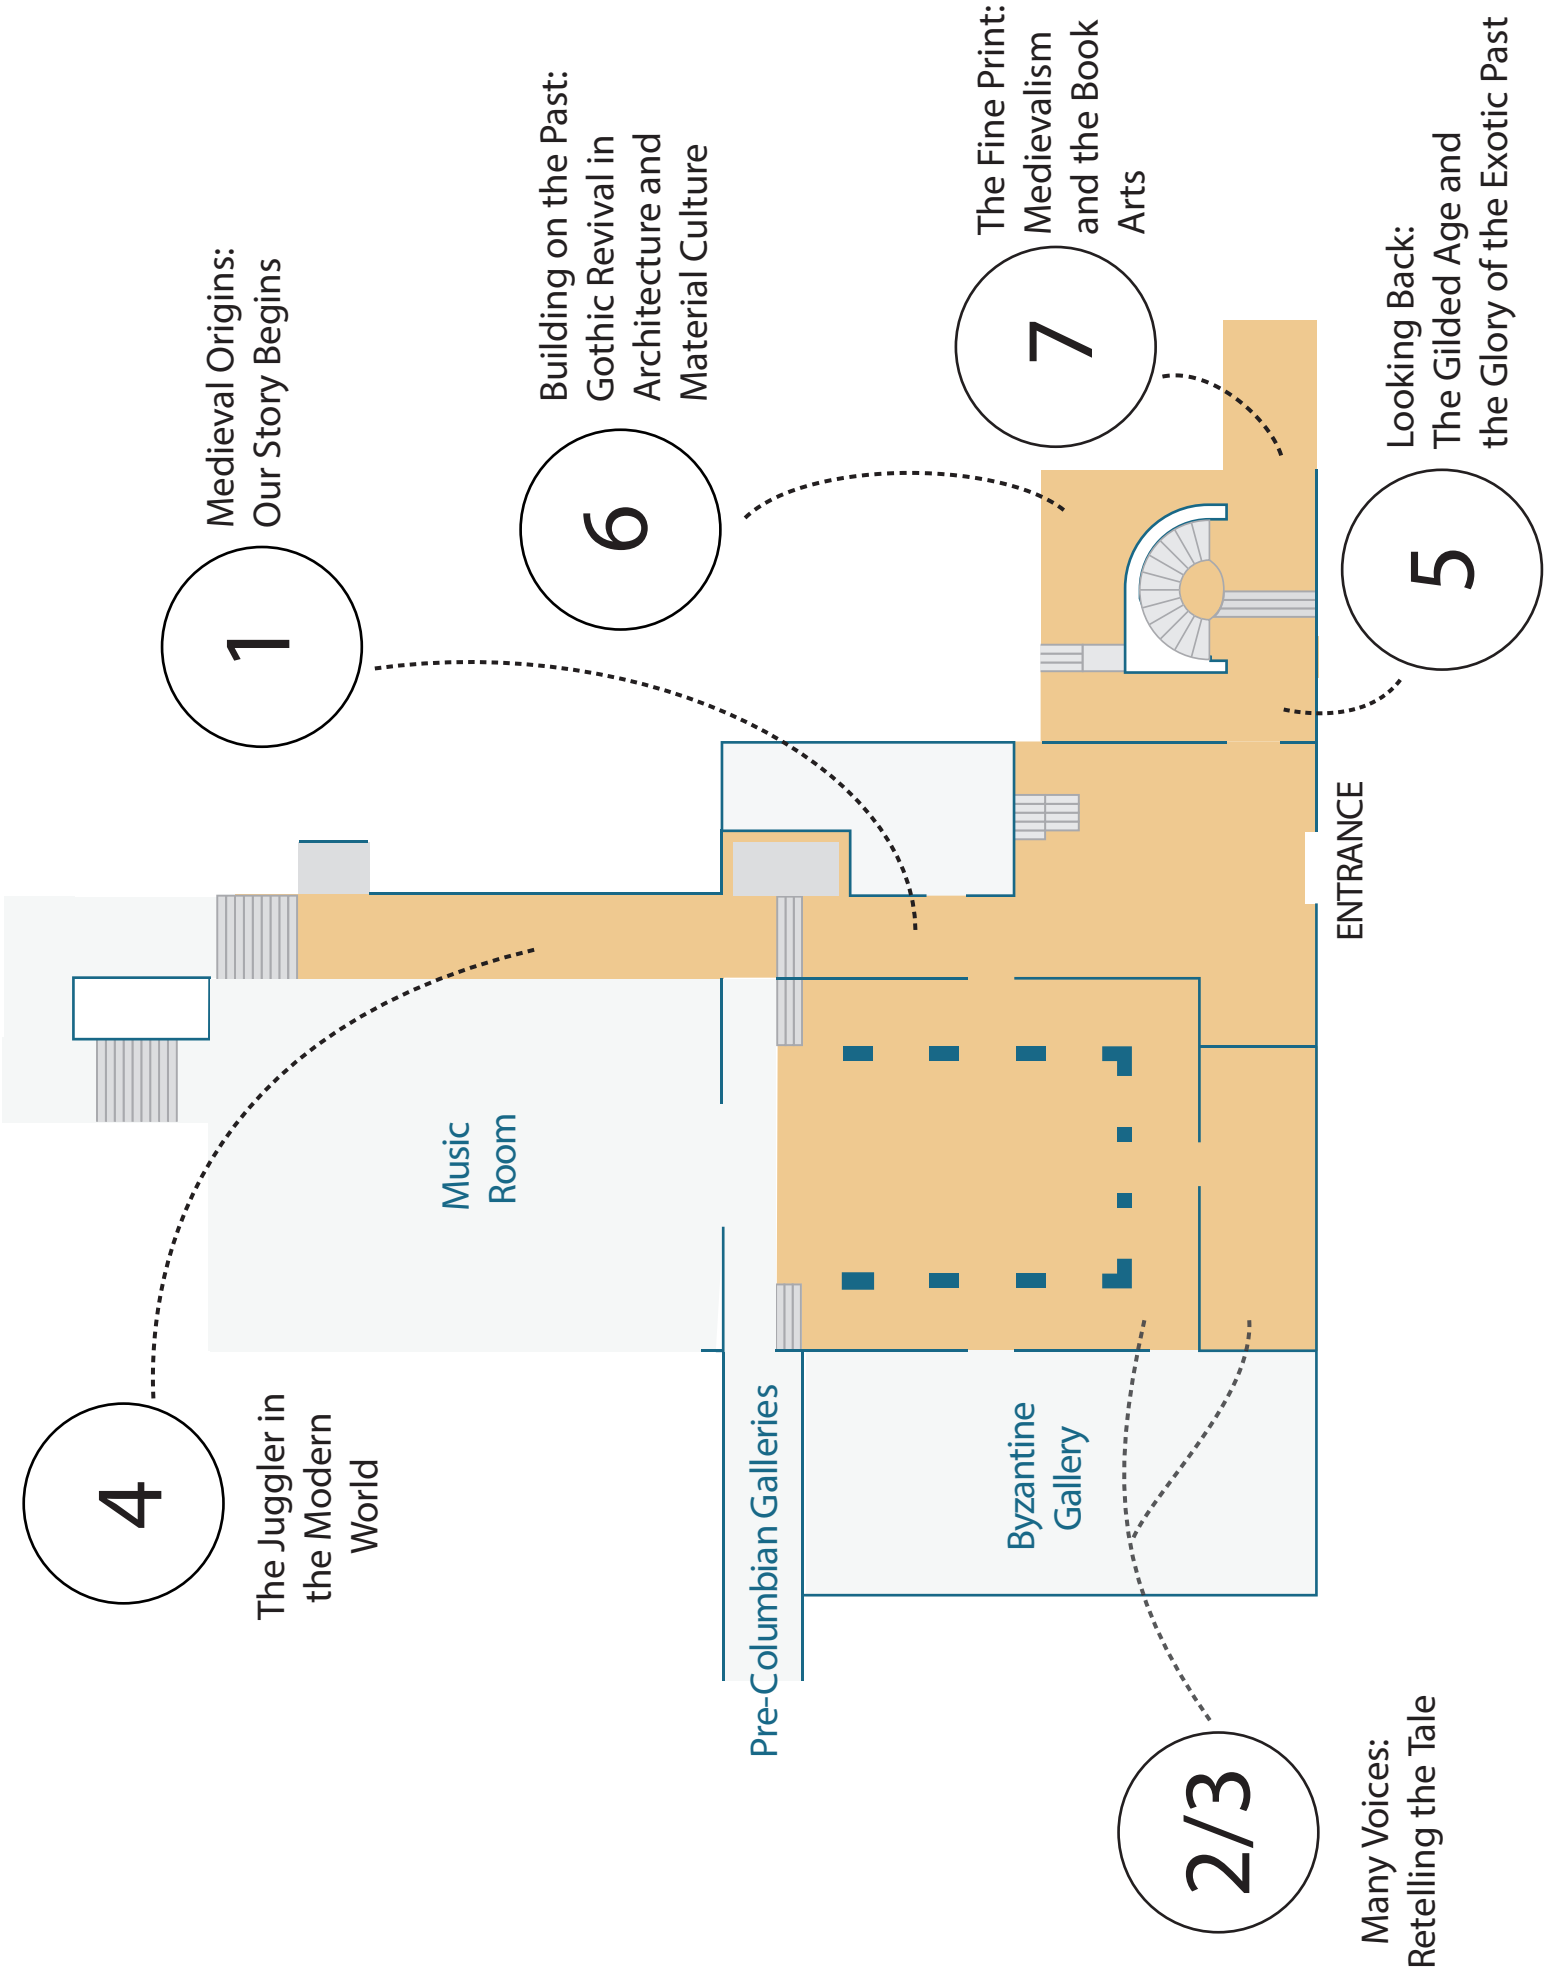 4
The Juggler in
the Modern
World
1
Medieval Origins:
Our Story Begins
Music
Room
6
Building on the Past:
Gothic Revival in
Architecture and
Material Culture
Pre-Columbian Galleries
Byzantine
Gallery
7
The Fine Print:
Medievalism
and the Book
Arts
2/3
Many Voices:
Retelling the Tale
ENTRANCE
5
Looking Back:
The Gilded Age and
the Glory of the Exotic Past